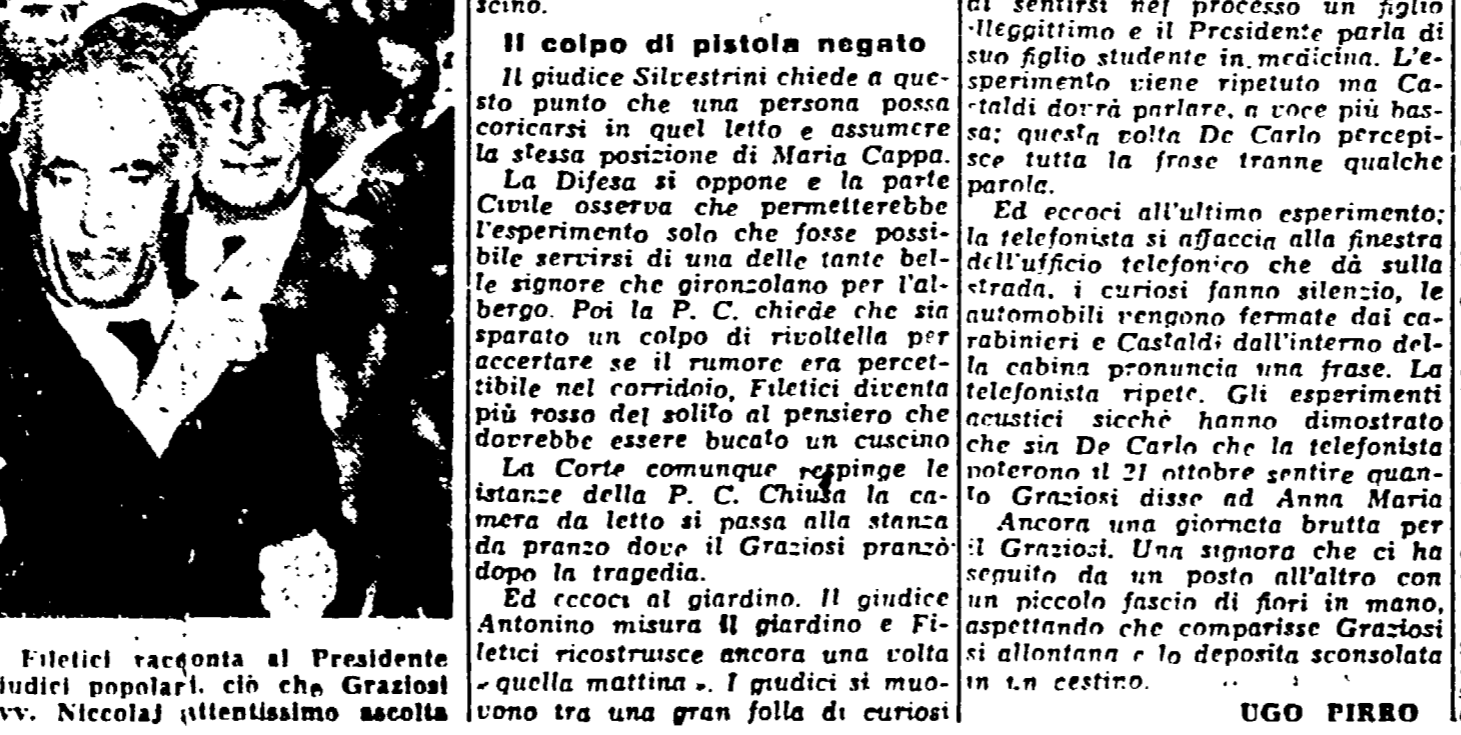 Filetici racconta al Presidente
iudici popolari, ciò che Graziosi
vv. Niccolaj attentissimo ascolta
scino.
Il colpo di pistola negato
Il giudice Silvestrini chiede a que-
sto punto che una persona possa
coricarsi in quel letto e assumere
la stessa posizione di Maria Cappa.
La Difesa si oppone e la parte
Civile osserva che permetterebbe
l'esperimento solo che fosse possi-
bile servirsi di una delle tante bel-
le signore che gironzolano per l'al-
bergo. Poi la P. C. chiede che sia
sparato un colpo di rivoltella per
accertare se il rumore era percet-
tibile nel corridoio, Filetici diventa
più rosso del solito al pensiero che
dovrebbe essere bucato un cuscino
La Corte comunque respinge le
istanze della P. C. Chiusa la ca-
mera da letto si passa alla stanza
da pranzo dove il Graziosi pranzò
dopo la tragedia.
Ed eccoci al giardino. Il giudice
Antonino misura il giardino e Fi-
letici ricostruisce ancora una volta
« quella mattina ». I giudici si muo-
vono tra una gran folla di curiosi
di sentirsi nel processo un figlio
illeggittimo e il Presidente parla di
suo figlio studente in medicina. L'e-
sperimento viene ripetuto ma Ca-
staldi dovrà parlare, a voce più bas-
sa; questa volta De Carlo percepi-
sce tutta la frase tranne qualche
parola.
Ed eccoci all'ultimo esperimento;
la telefonista si affaccia alla finestra
dell'ufficio telefonico che dà sulla
strada, i curiosi fanno silenzio, le
automobili vengono fermate dai ca-
rabinieri e Castaldi dall'interno del-
la cabina pronuncia una frase. La
telefonista ripete. Gli esperimenti
acustici sicchè hanno dimostrato
che sia De Carlo che la telefonista
poterono il 21 ottobre sentire quan-
to Graziosi disse ad Anna Maria
Ancora una giornata brutta per
il Graziosi. Una signora che ci ha
seguito da un posto all'altro con
un piccolo fascio di fiori in mano,
aspettando che comparisse Graziosi
si allontana e lo deposita sconsolata
in un cestino.
UGO PIRRO